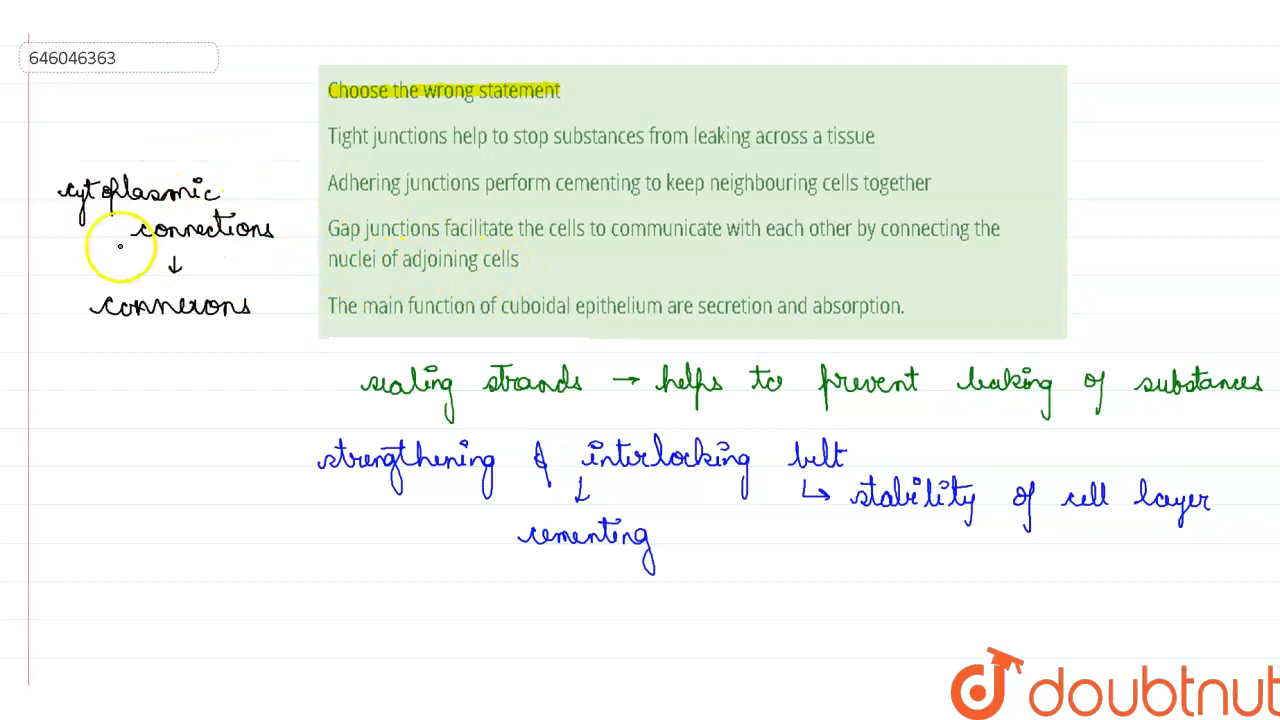 646046363
Choose the wrong statement
Tight junctions help to stop substances from leaking across a tissue
Adhering junctions perform cementing to keep neighbouring cells together
Gap junctions facilitate the cells to communicate with each other by connecting the
nuclei of adjoining cells
The main function of cuboidal epithelium are secretion and absorption.
cytoplasmic
connections
↓
connexons
sealing strands → helps to prevent leaking of substances
strengthening & interlocking belt
↓ ↳ stability of cell layer
cementing
doubtnut